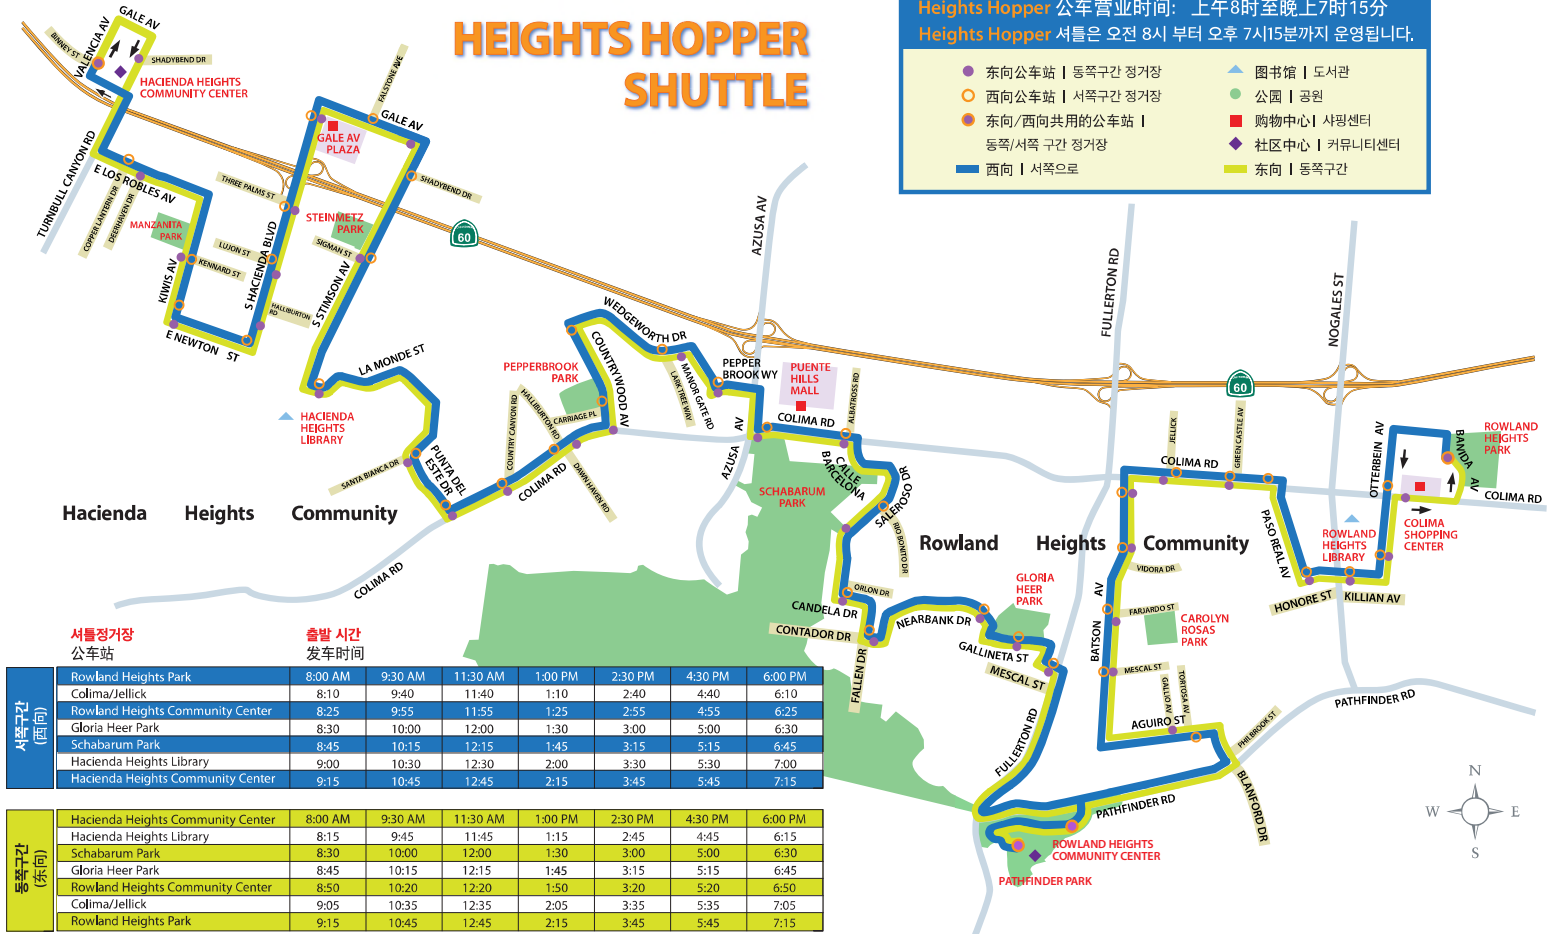 HEIGHTS HOPPER
SHUTTLE
Heights Hopper 公车营业时间: 上午8时至晚上7时15分
Heights Hopper 셔틀은 오전 8시 부터 오후 7시15분까지 운영됩니다.
东向公车站 | 동쪽구간 정거장
西向公车站 | 서쪽구간 정거장
东向/西向共用的公车站 |
동쪽/서쪽 구간 정거장
西向 | 서쪽으로
图书馆 | 도서관
公园 | 공원
购物中心 | 샤핑센터
社区中心 | 커뮤니티센터
东向 | 동쪽구간
GALE AV
VALENCIA AV
BINNEY ST
SHADYBEND DR
HACIENDA HEIGHTS
COMMUNITY CENTER
TURNBULL CANYON RD
E LOS ROBLES AV
COPPER LANTERN DR
DEERHAVEN DR
MANZANITA
PARK
KIWIS AV
KENNARD ST
E NEWTON ST
LUJON ST
THREE PALMS ST
S HACIENDA BLVD
HALLIBURTON
RD
GALE AV
PLAZA
FALSTONE AVE
GALE AV
SHADYBEND DR
STEINMETZ
PARK
SIGMAN ST
S STIMSON AV
60
LA MONDE ST
HACIENDA
HEIGHTS
LIBRARY
SANTA BIANCA DR
PUNTA DEL
ESTE DR
Hacienda Heights Community
COLIMA RD
COUNTRY CANYON RD
HALLIBURTON RD
CARRIAGE PL
COLIMA RD
DAWN HAVEN RD
PEPPERBROOK
PARK
COUNTRYWOOD AV
WEDGEWORTH DR
LARK TREE WAY
MANOR GATE RD
PEPPER
BROOK WY
AZUSA AV
AZUSA AV
PUENTE
HILLS
MALL
COLIMA RD
ALBATROSS RD
CALLE
BARCELONA
SALEROSO DR
RIO BONITO DR
SCHABARUM
PARK
Rowland Heights Community
ORLON DR
CANDELA DR
CONTADOR DR
FALLEN DR
NEARBANK DR
GLORIA
HEER
PARK
GALLINETA ST
MESCAL ST
FULLERTON RD
FULLERTON RD
60
JELLICK
GREEN CASTLE AV
COLIMA RD
VIDORA DR
FARJARDO ST
BATSON AV
CAROLYN
ROSAS
PARK
MESCAL ST
GALLIO AV
TORTOSA AV
AGUIRO ST
PHILBROOK ST
BLANFORD DR
PATHFINDER RD
PATHFINDER RD
ROWLAND HEIGHTS
COMMUNITY CENTER
PATHFINDER PARK
NOGALES ST
PASO REAL AV
HONORE ST
KILLIAN AV
ROWLAND
HEIGHTS
LIBRARY
OTTERBEIN AV
BANIDA AV
ROWLAND
HEIGHTS
PARK
COLIMA RD
COLIMA
SHOPPING
CENTER
N
W E
S
셔틀정거장 출발 시간
公车站 发车时间
서쪽구간
(西向)
Rowland Heights Park 8:00 AM 9:30 AM 11:30 AM 1:00 PM 2:30 PM 4:30 PM 6:00 PM
Colima/Jellick 8:10 9:40 11:40 1:10 2:40 4:40 6:10
Rowland Heights Community Center 8:25 9:55 11:55 1:25 2:55 4:55 6:25
Gloria Heer Park 8:30 10:00 12:00 1:30 3:00 5:00 6:30
Schabarum Park 8:45 10:15 12:15 1:45 3:15 5:15 6:45
Hacienda Heights Library 9:00 10:30 12:30 2:00 3:30 5:30 7:00
Hacienda Heights Community Center 9:15 10:45 12:45 2:15 3:45 5:45 7:15
동쪽구간
(东向)
Hacienda Heights Community Center 8:00 AM 9:30 AM 11:30 AM 1:00 PM 2:30 PM 4:30 PM 6:00 PM
Hacienda Heights Library 8:15 9:45 11:45 1:15 2:45 4:45 6:15
Schabarum Park 8:30 10:00 12:00 1:30 3:00 5:00 6:30
Gloria Heer Park 8:45 10:15 12:15 1:45 3:15 5:15 6:45
Rowland Heights Community Center 8:50 10:20 12:20 1:50 3:20 5:20 6:50
Colima/Jellick 9:05 10:35 12:35 2:05 3:35 5:35 7:05
Rowland Heights Park 9:15 10:45 12:45 2:15 3:45 5:45 7:15